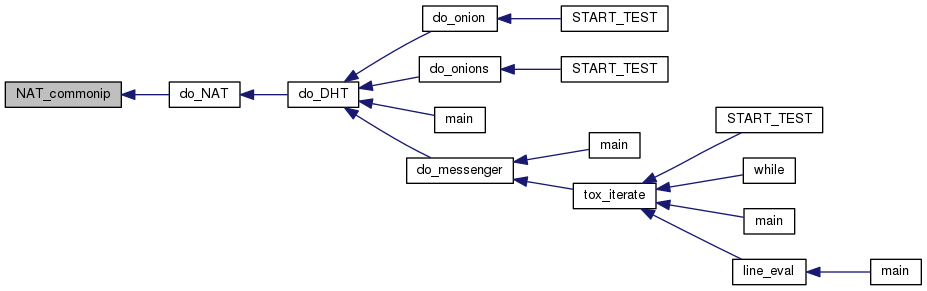 do_onion
START_TEST
do_onions
START_TEST
NAT_commonip
do_NAT
do_DHT
main
START_TEST
main
do_messenger
while
tox_iterate
main
line_eval
main